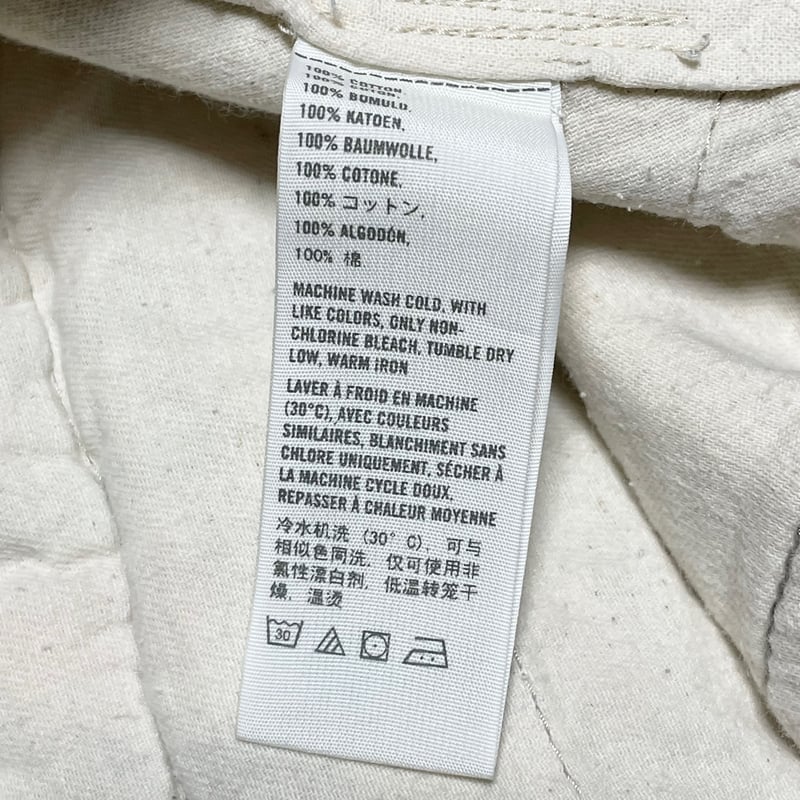 100% COTTON
100% COTON,
100% BOMULD,
100% KATOEN,
100% BAUMWOLLE,
100% COTONE,
100% コットン,
100% ALGODÓN,
100% 棉
MACHINE WASH COLD, WITH
LIKE COLORS, ONLY NON-
CHLORINE BLEACH, TUMBLE DRY
LOW, WARM IRON
LAVER À FROID EN MACHINE
(30°C), AVEC COULEURS
SIMILAIRES, BLANCHIMENT SANS
CHLORE UNIQUEMENT, SÉCHER À
LA MACHINE CYCLE DOUX,
REPASSER À CHALEUR MOYENNE
冷水机洗 (30° C), 可与
相似色同洗, 仅可使用非
氯性漂白剂, 低温转笼干
燥, 温烫
30